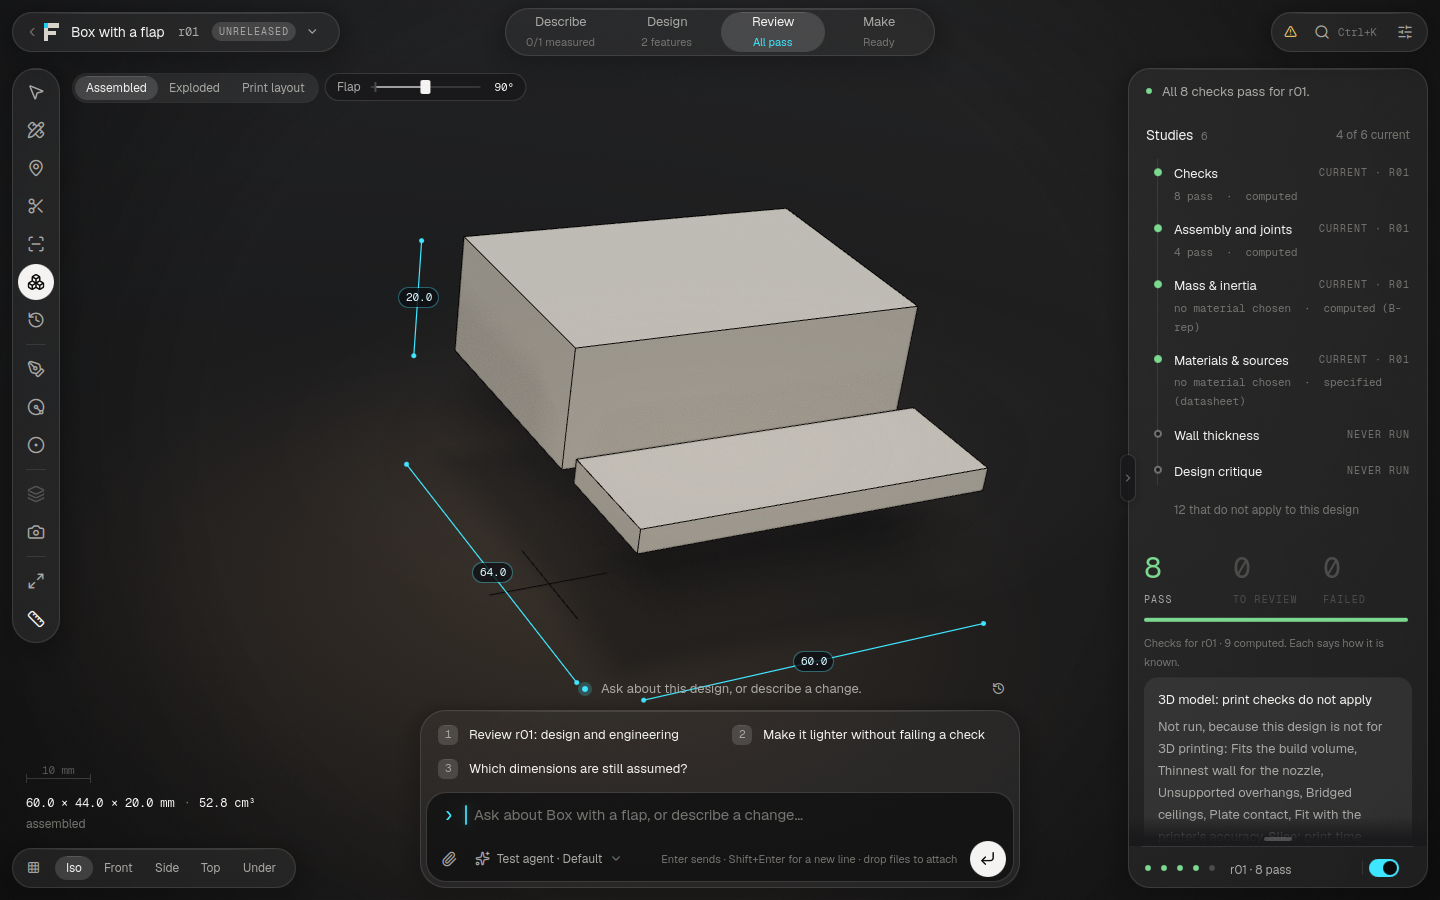 Box with a flap r01 UNRELEASED
Describe
0/1 measured
Design
2 features
Review
All pass
Make
Ready
Ctrl+K
Assembled Exploded Print layout
Flap 90°
20.0
64.0
60.0
10 mm
60.0 × 44.0 × 20.0 mm · 52.8 cm³
assembled
Iso Front Side Top Under
Ask about this design, or describe a change.
1 Review r01: design and engineering
2 Make it lighter without failing a check
3 Which dimensions are still assumed?
Ask about Box with a flap, or describe a change...
Test agent · Default
Enter sends · Shift+Enter for a new line · drop files to attach
All 8 checks pass for r01.
Studies 6 4 of 6 current
Checks CURRENT · R01
8 pass · computed
Assembly and joints CURRENT · R01
4 pass · computed
Mass & inertia CURRENT · R01
no material chosen · computed (B-
rep)
Materials & sources CURRENT · R01
no material chosen · specified
(datasheet)
Wall thickness NEVER RUN
Design critique NEVER RUN
12 that do not apply to this design
8 0 0
PASS TO REVIEW FAILED
Checks for r01 · 9 computed. Each says how it is
known.
3D model: print checks do not apply
Not run, because this design is not for
3D printing: Fits the build volume,
Thinnest wall for the nozzle,
Unsupported overhangs, Bridged
ceilings, Plate contact, Fit with the
printer's accuracy, Slicer print time
r01 · 8 pass